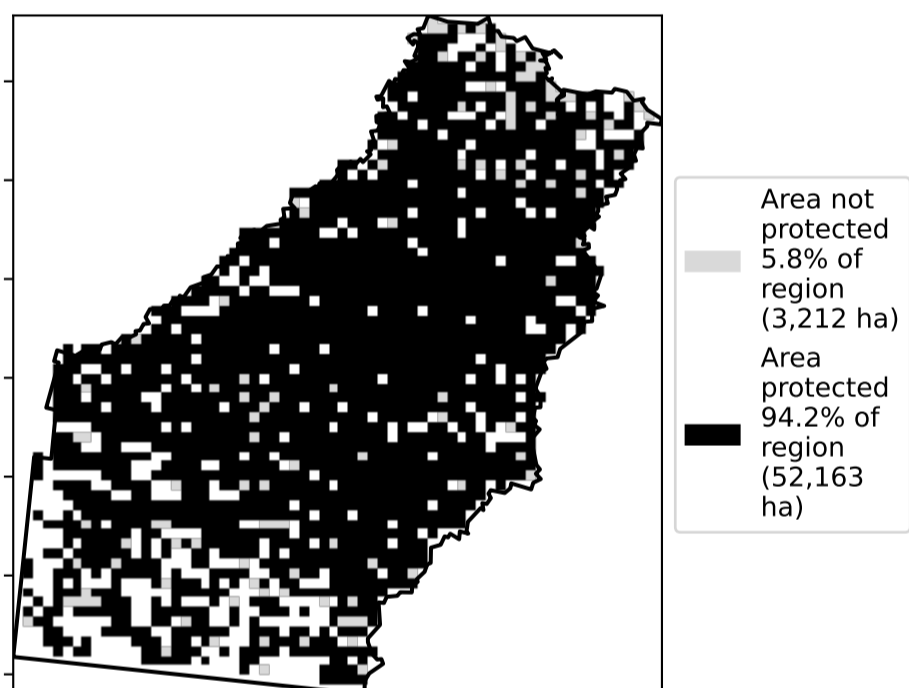 Area not
protected
5.8% of
region
(3,212 ha)
Area
protected
94.2% of
region
(52,163
ha)